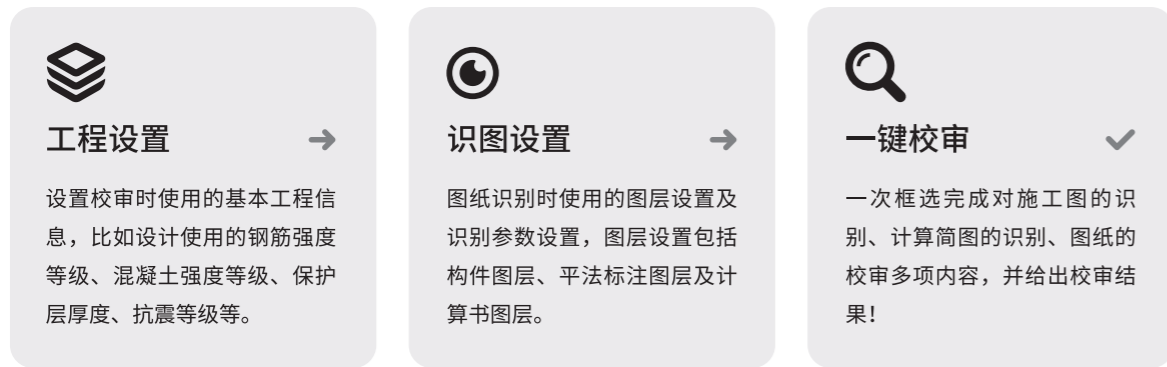 工程设置
设置校审时使用的基本工程信
息，比如设计使用的钢筋强度
等级、混凝土强度等级、保护
层厚度、抗震等级等。
识图设置
图纸识别时使用的图层设置及
识别参数设置，图层设置包括
构件图层、平法标注图层及计
算书图层。
一键校审
一次框选完成对施工图的识
别、计算简图的识别、图纸的
校审多项内容，并给出校审结
果！